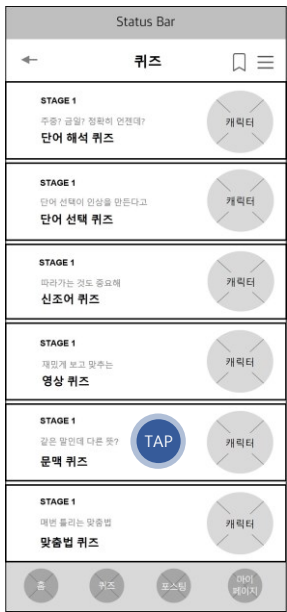 Status Bar
퀴즈
STAGE 1
주중? 금일? 정확히 언젠데?
단어 해석 퀴즈
캐릭터
STAGE 1
단어 선택이 인상을 만든다고
단어 선택 퀴즈
캐릭터
STAGE 1
따라가는 것도 중요해
신조어 퀴즈
캐릭터
STAGE 1
재밌게 보고 맞추는
영상 퀴즈
캐릭터
STAGE 1
같은 말인데 다른 뜻?
문맥 퀴즈
TAP
캐릭터
STAGE 1
매번 틀리는 맞춤법
맞춤법 퀴즈
캐릭터
홈
퀴즈
포스팅
마이
페이지